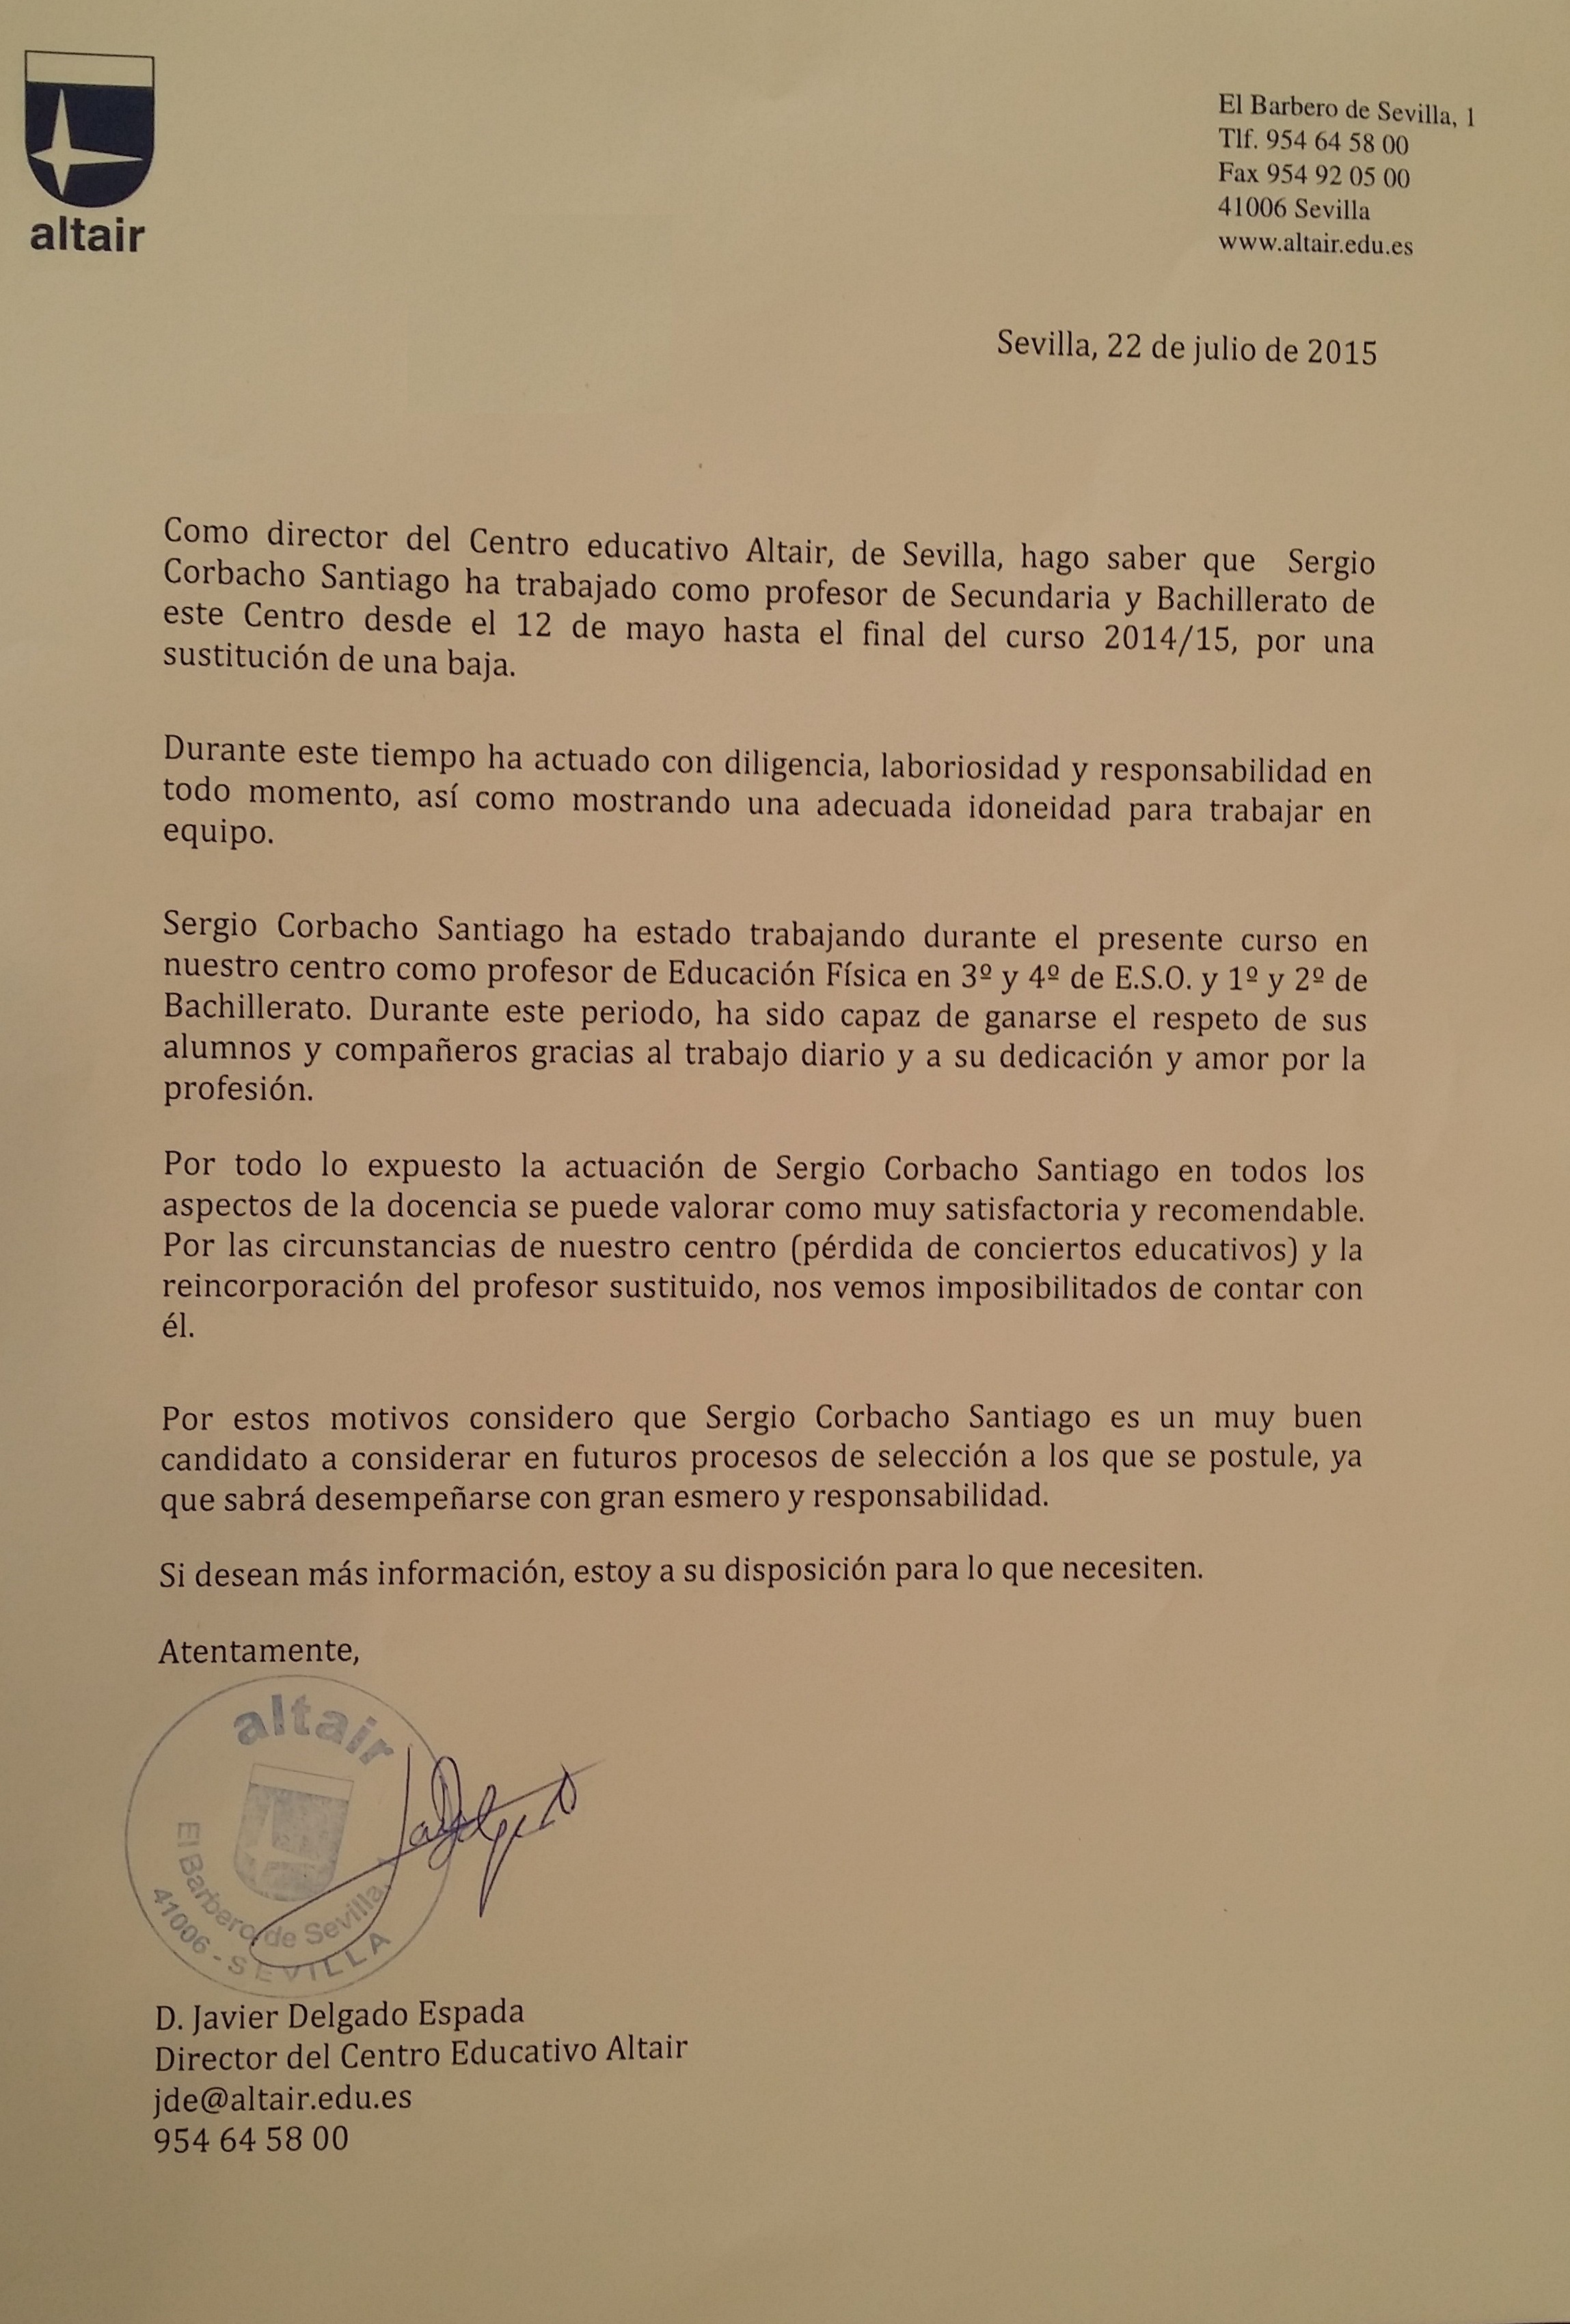 altair
El Barbero de Sevilla, 1
Tlf. 954 64 58 00
Fax 954 92 05 00
41006 Sevilla
www.altair.edu.es
Sevilla, 22 de julio de 2015
Como director del Centro educativo Altair, de Sevilla, hago saber que Sergio
Corbacho Santiago ha trabajado como profesor de Secundaria y Bachillerato de
este Centro desde el 12 de mayo hasta el final del curso 2014/15, por una
sustitución de una baja.
Durante este tiempo ha actuado con diligencia, laboriosidad y responsabilidad en
todo momento, así como mostrando una adecuada idoneidad para trabajar en
equipo.
Sergio Corbacho Santiago ha estado trabajando durante el presente curso en
nuestro centro como profesor de Educación Física en 3º y 4º de E.S.O. y 1º y 2º de
Bachillerato. Durante este periodo, ha sido capaz de ganarse el respeto de sus
alumnos y compañeros gracias al trabajo diario y a su dedicación y amor por la
profesión.
Por todo lo expuesto la actuación de Sergio Corbacho Santiago en todos los
aspectos de la docencia se puede valorar como muy satisfactoria y recomendable.
Por las circunstancias de nuestro centro (pérdida de conciertos educativos) y la
reincorporación del profesor sustituido, nos vemos imposibilitados de contar con
él.
Por estos motivos considero que Sergio Corbacho Santiago es un muy buen
candidato a considerar en futuros procesos de selección a los que se postule, ya
que sabrá desempeñarse con gran esmero y responsabilidad.
Si desean más información, estoy a su disposición para lo que necesiten.
Atentamente,
altair
El Barbero de Sevilla,
41006 - SEVILLA
D. Javier Delgado Espada
Director del Centro Educativo Altair
jde@altair.edu.es
954 64 58 00